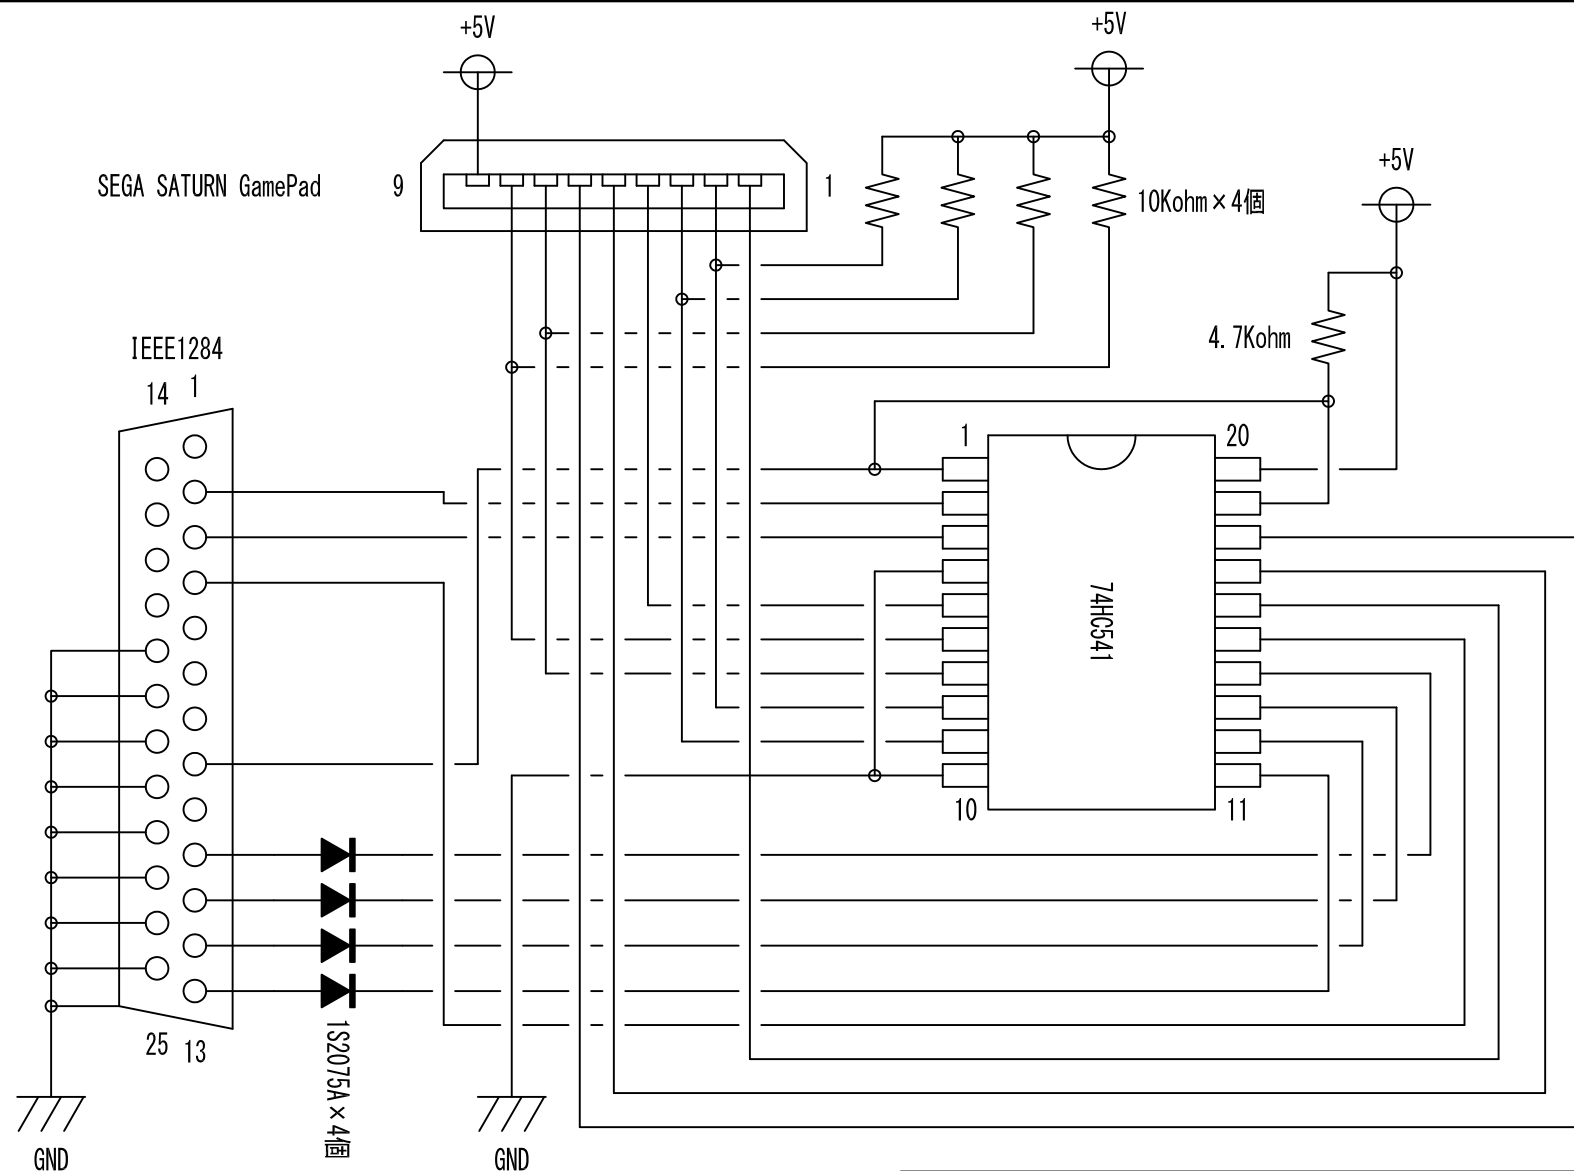 +5V
+5V
+5V
SEGA SATURN GamePad
9
1
10Kohm×4個
4.7Kohm
IEEE1284
14
1
1
20
74HC541
10
11
25
13
1S2075A×4個
GND
GND